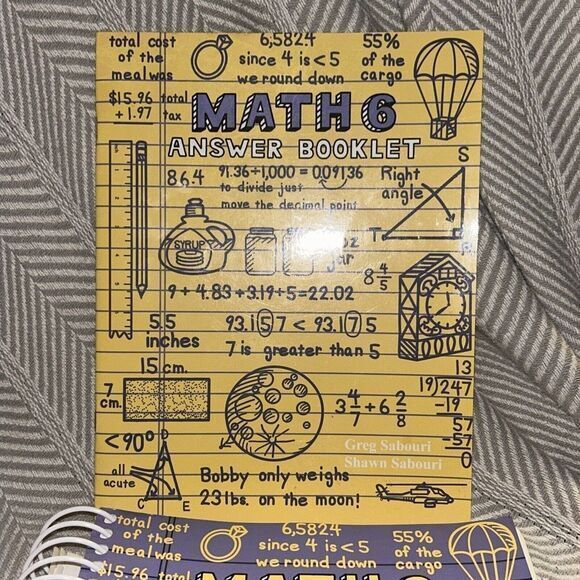 total cost of the meal was
6,582.4 since 4 is < 5 we round down
55% of the cargo
$15.96 total
+ 1.97 tax
MATH 6
ANSWER BOOKLET
86.4
91.36÷1,000 = 0.09136
to divide just
move the decimal point
Right angle
S
T
R
SYRUP
oz jar
8 4/5
9 + 4.83+3.19+5=22.02
5.5 inches
93.157 < 93.175
7 is greater than 5
15 cm.
7 cm.
13
19)247
-19
57
-57
0
3 4/7 + 6 2/8
Greg Sabouri
Shawn Sabouri
<90°
all acute
D
C
E
Bobby only weighs
23 lbs. on the moon!
total cost of the meal was
6,582.4 since 4 is < 5 we round down
55% of the cargo
$15.96 total
MATH